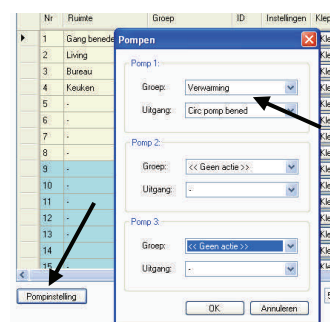 Nr Ruimte Groep ID Instellingen Klep
1 Gang benede
2 Living
3 Bureau
4 Keuken
5 -
6 -
7 -
8 -
9 -
10 -
11 -
12 -
13 -
14 -
15 -
Pompinstelling
Pompen
Pomp 1:
Groep: Verwarming
Uitgang: Circ pomp bened
Pomp 2:
Groep: << Geen actie >>
Uitgang: -
Pomp 3:
Groep: << Geen actie >>
Uitgang: -
OK Annuleren